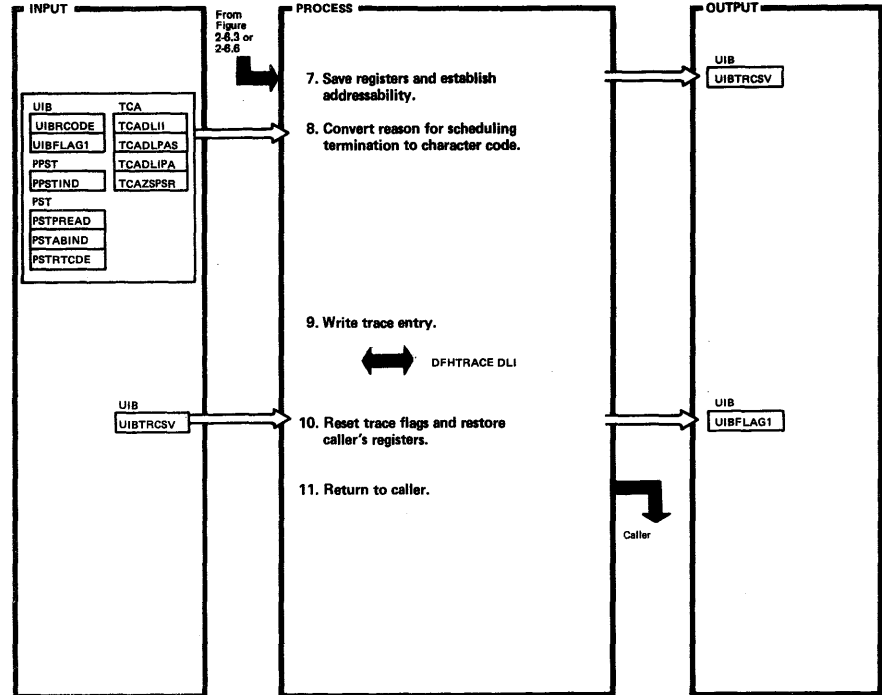 INPUT
PROCESS
OUTPUT
From
Figure
2-6.3 or
2-6.6
7. Save registers and establish
addressability.
UIB
UIBTRCSV
UIB
UIBRCODE
UIBFLAG1
PPST
PPSTIND
PST
PSTPREAD
PSTABIND
PSTRTCDE
TCA
TCADLII
TCADLPAS
TCADLIPA
TCAZSPSR
8. Convert reason for scheduling
termination to character code.
9. Write trace entry.
DFHTRACE DLI
UIB
UIBTRCSV
10. Reset trace flags and restore
caller's registers.
UIB
UIBFLAG1
11. Return to caller.
Caller